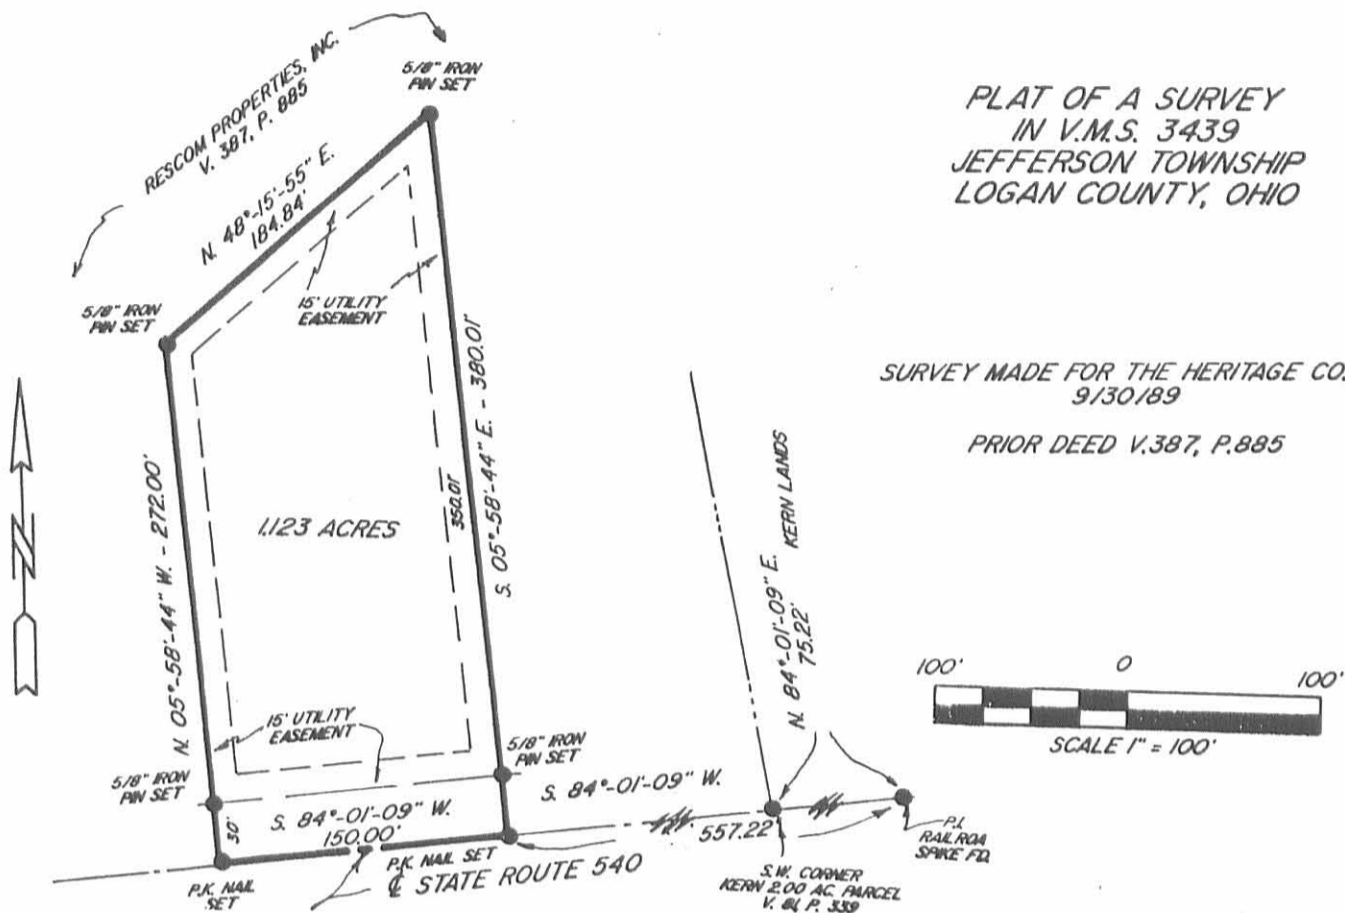 PLAT OF A SURVEY
IN V.M.S. 3439
JEFFERSON TOWNSHIP
LOGAN COUNTY, OHIO
SURVEY MADE FOR THE HERITAGE CO.
9/30/89
PRIOR DEED V.387, P.885
RESCOM PROPERTIES, INC.
V. 387, P. 885
5/8" IRON
PIN SET
N. 48°-15'-55" E.
184.84'
15' UTILITY
EASEMENT
5/8" IRON
PIN SET
N. 05°-58'-44" W. - 272.00'
1.123 ACRES
350.01'
S. 05°-58'-44" E. - 380.01'
N. 84°-01'-09" E.
75.22'
KERN LANDS
N
100' 0 100'
SCALE 1" = 100'
15' UTILITY
EASEMENT
5/8" IRON
PIN SET
5/8" IRON
PIN SET
30'
S. 84°-01'-09" W.
150.00'
S. 84°-01'-09" W.
557.22'
P.K. NAIL
SET
P.K. NAIL SET
℄ STATE ROUTE 540
S.W. CORNER
KERN 2.00 AC. PARCEL
V. 81, P. 339
P.I.
RAILROA
SPIKE FD.